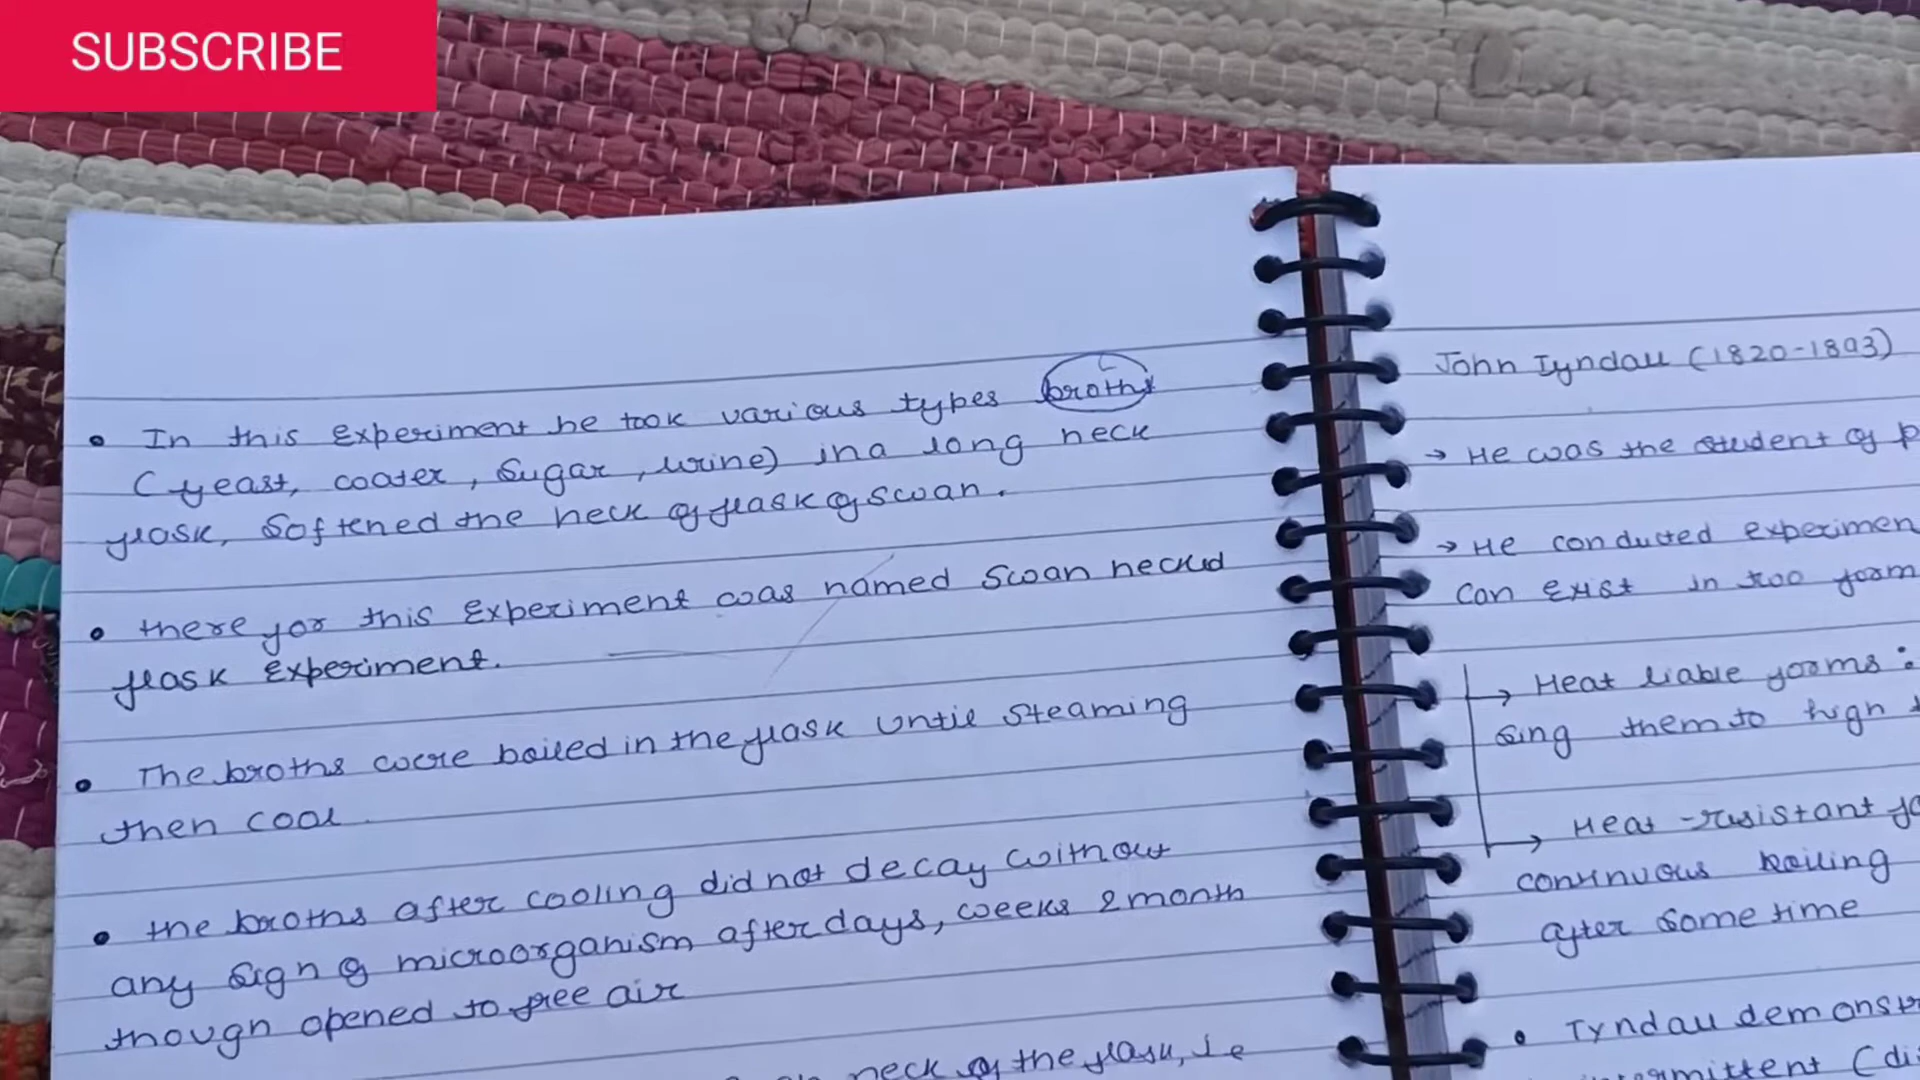 SUBSCRIBE
• In this experiment he took various types broths
( yeast, water, sugar, urine) in a long neck
flask, Softened the neck of flask of swan.
• there for this experiment was named swan necked
flask experiment.
• The broths were boiled in the flask until steaming
then cool.
• the broths after cooling did not decay without
any sign of microorganism after days, weeks & month
though opened to free air
neck of the flask, i.e
John Tyndall (1820-1893)
→ He was the student of P
→ He conducted experimen
can exist in two form
→ Heat liable forms :
sing them to high t
→ Heat-resistant fo
continuous boiling
after some time
• Tyndall demonstr
intermittent (di